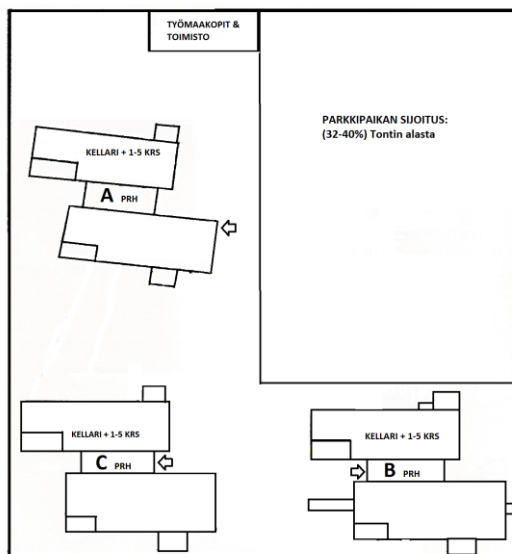 TYÖMAAKOPIT &
TOIMISTO
PARKKIPAIKAN SIJOITUS:
(32-40%) Tontin alasta
KELLARI + 1-5 KRS
A PRH
KELLARI + 1-5 KRS
C PRH
KELLARI + 1-5 KRS
B PRH